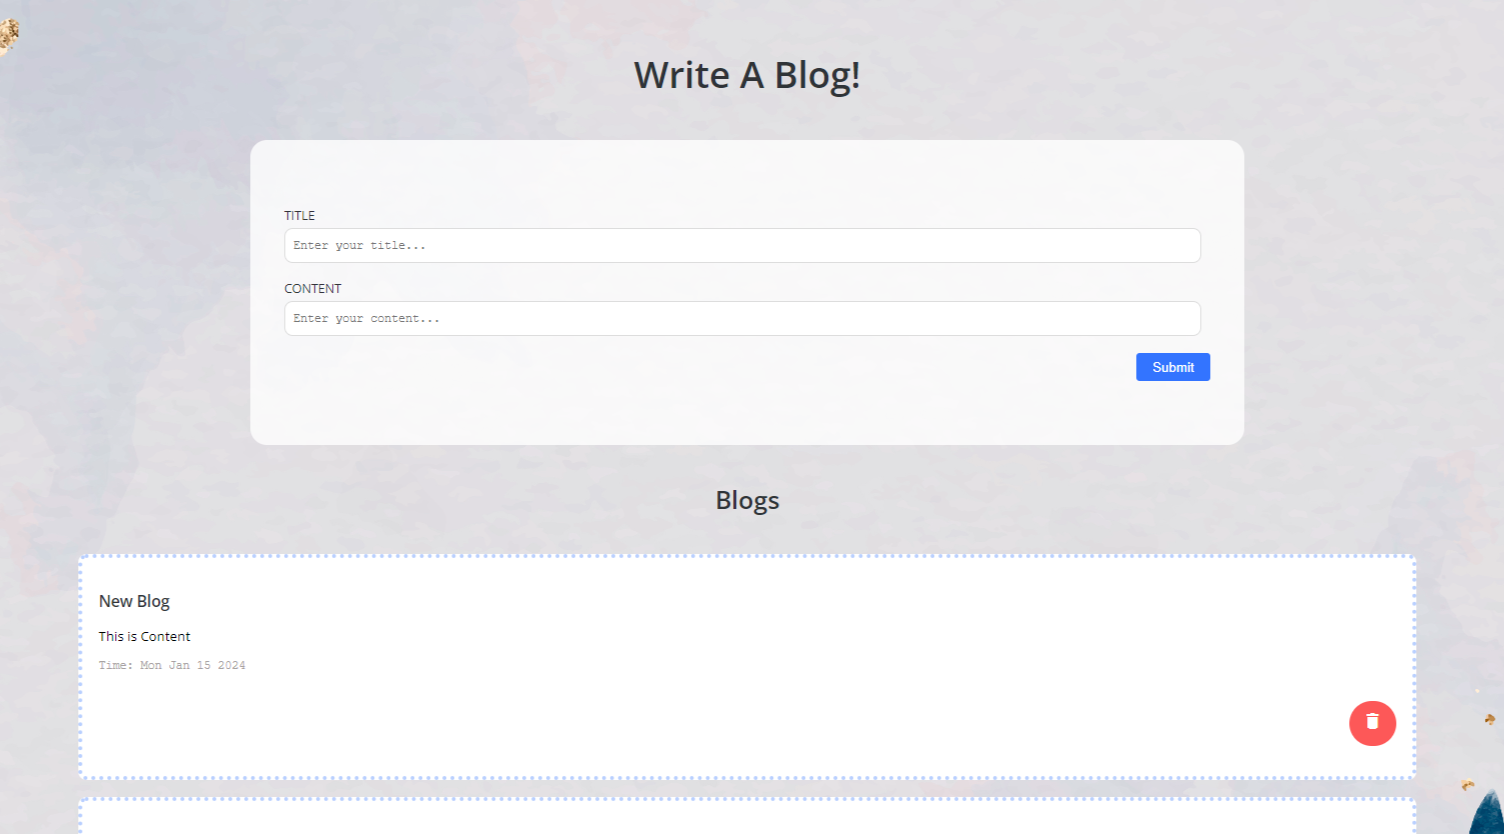 Write A Blog!
TITLE
Enter your title...
CONTENT
Enter your content...
Submit
Blogs
New Blog
This is Content
Time: Mon Jan 15 2024